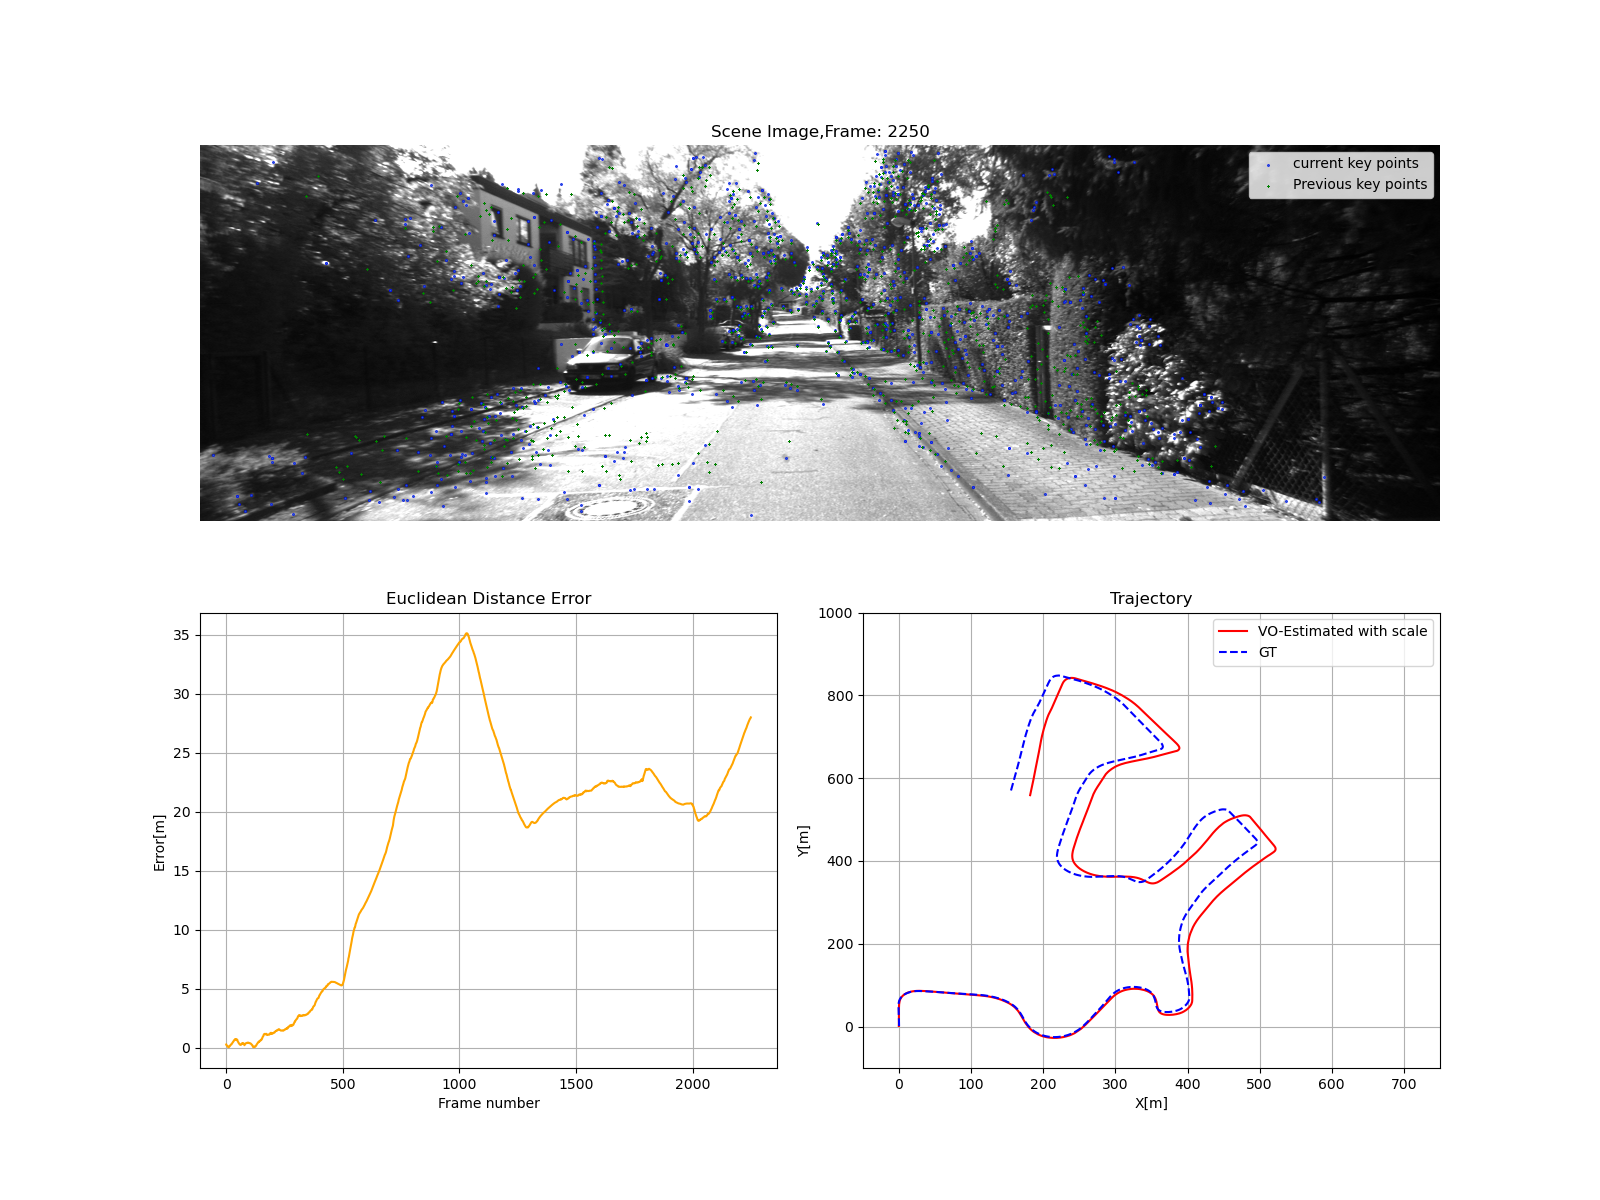 Scene Image,Frame: 2250
current key points
Previous key points
Euclidean Distance Error
35
30
25
20
15
10
5
0
Error[m]
0 500 1000 1500 2000
Frame number
Trajectory
VO-Estimated with scale
GT
1000
800
600
400
200
0
Y[m]
0 100 200 300 400 500 600 700
X[m]